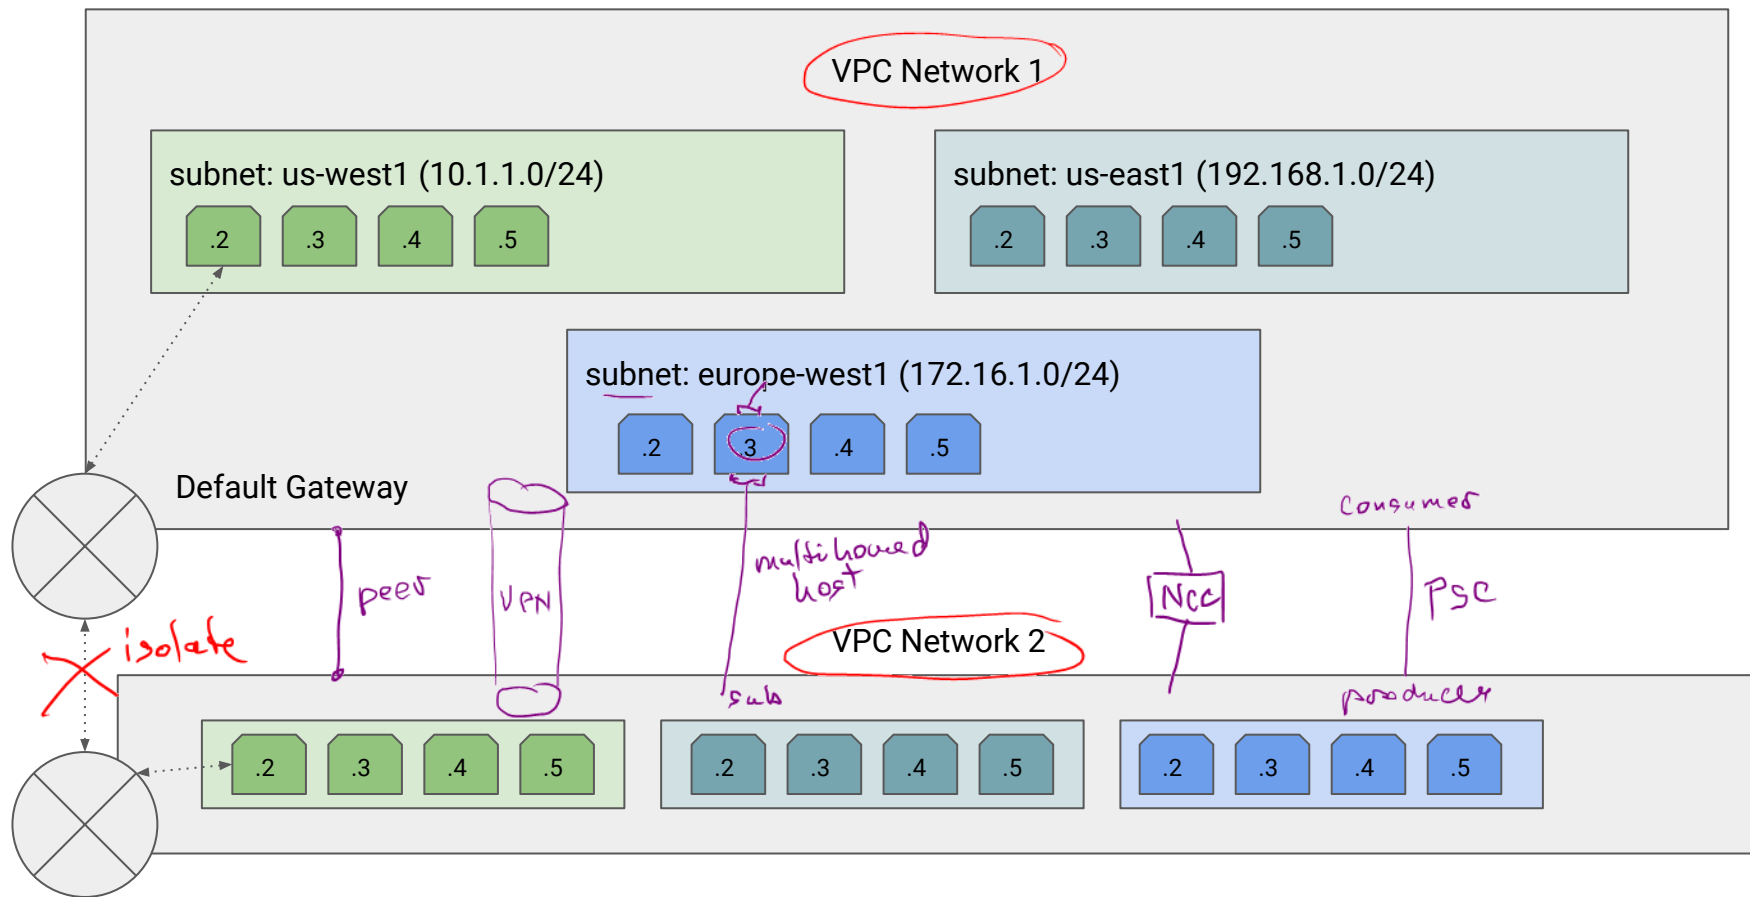 VPC Network 1
subnet: us-west1 (10.1.1.0/24)
.2 .3 .4 .5
subnet: us-east1 (192.168.1.0/24)
.2 .3 .4 .5
subnet: europe-west1 (172.16.1.0/24)
.2 .3 .4 .5
Default Gateway
consumer
peer
VPN
multihomed
host
NCC
PSC
isolate
VPC Network 2
sub
producer
.2 .3 .4 .5
.2 .3 .4 .5
.2 .3 .4 .5